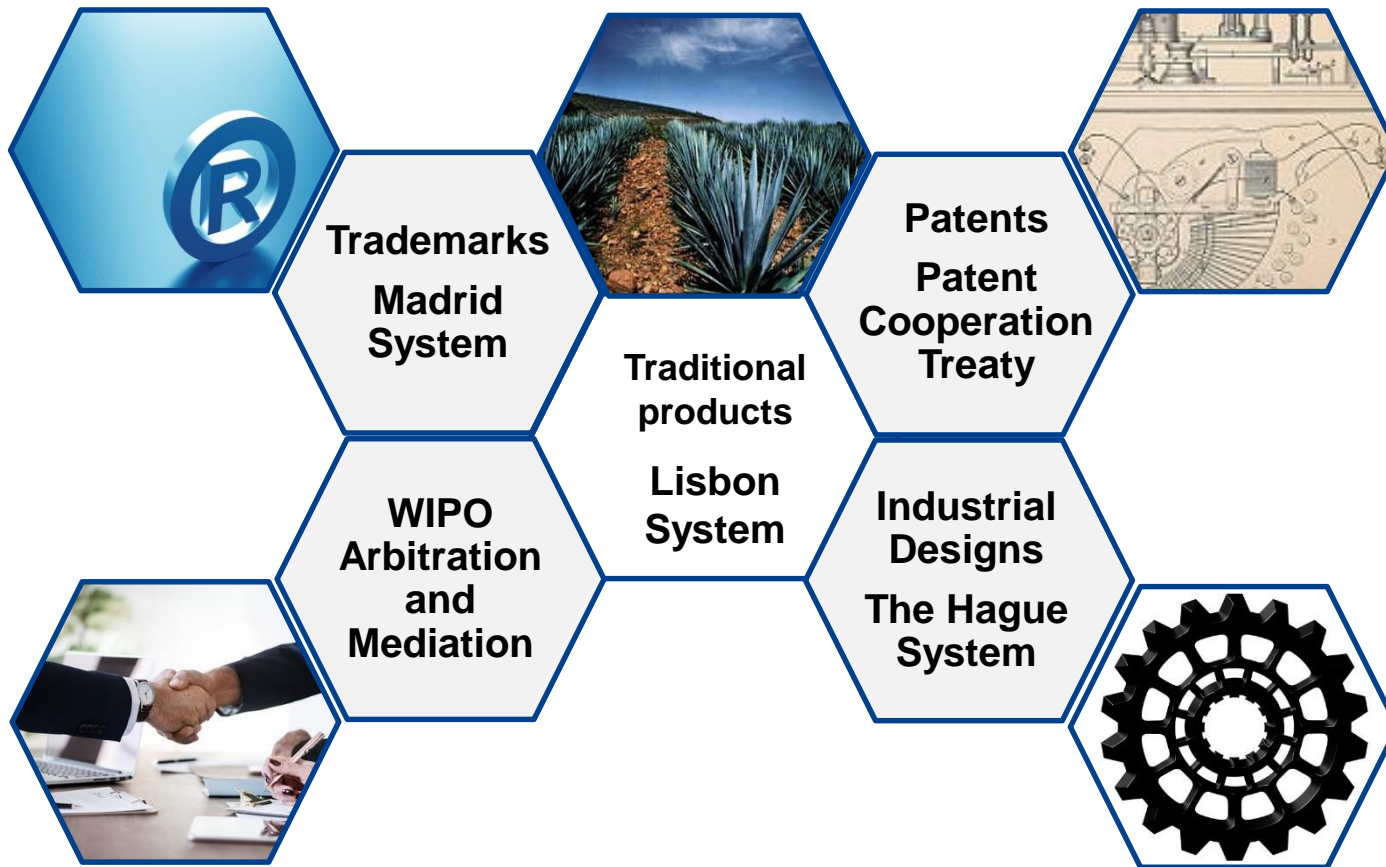 R
Trademarks
Madrid
System
Traditional
products
Lisbon
System
Patents
Patent
Cooperation
Treaty
WIPO
Arbitration
and
Mediation
Industrial
Designs
The Hague
System